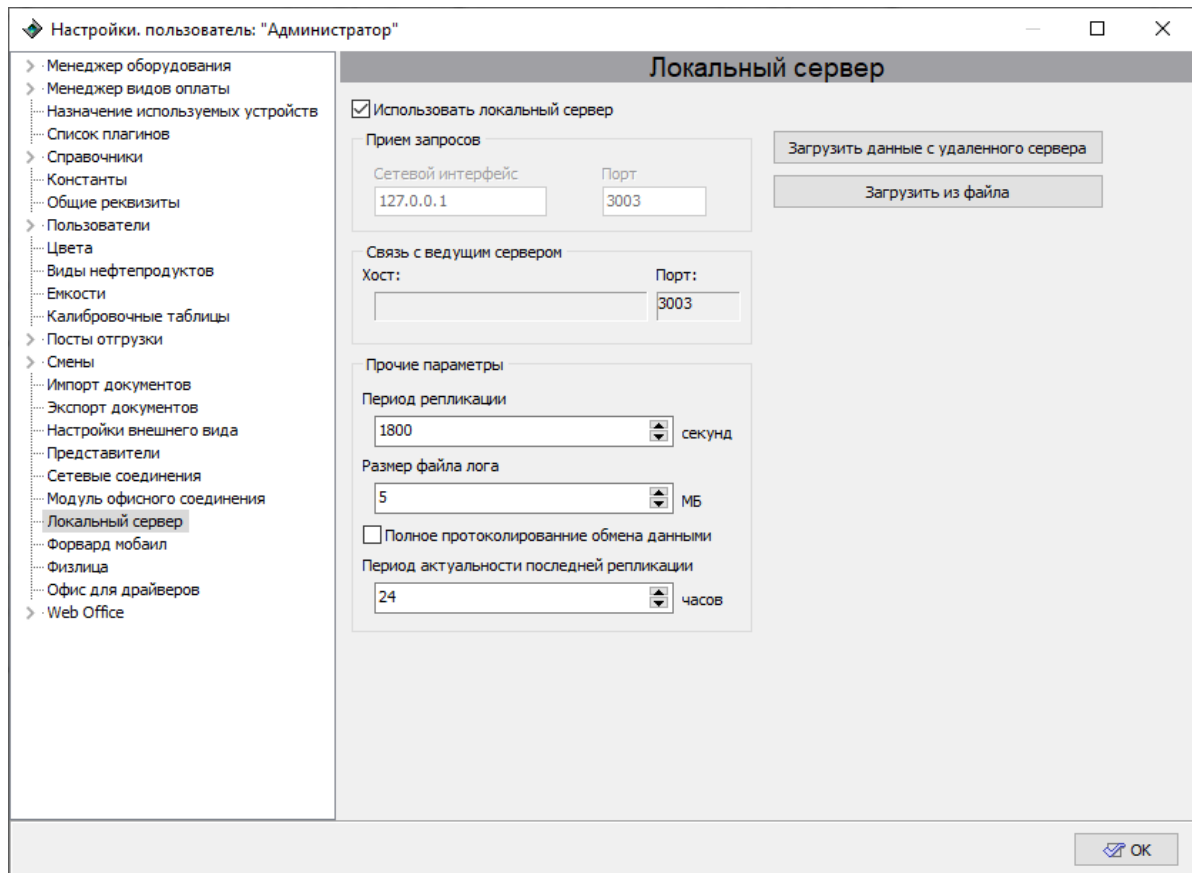 Настройки. пользователь: "Администратор"
Менеджер оборудования
Менеджер видов оплаты
Назначение используемых устройств
Список плагинов
Справочники
Константы
Общие реквизиты
Пользователи
Цвета
Виды нефтепродуктов
Емкости
Калибровочные таблицы
Посты отгрузки
Смены
Импорт документов
Экспорт документов
Настройки внешнего вида
Представители
Сетевые соединения
Модуль офисного соединения
Локальный сервер
Форвард мобаил
Физлица
Офис для драйверов
Web Office
Локальный сервер
Использовать локальный сервер
Прием запросов
Сетевой интерфейс Порт
127.0.0.1 3003
Связь с ведущим сервером
Хост: Порт:
3003
Прочие параметры
Период репликации
1800 секунд
Размер файла лога
5 МБ
Полное протоколированние обмена данными
Период актуальности последней репликации
24 часов
Загрузить данные с удаленного сервера
Загрузить из файла
OK